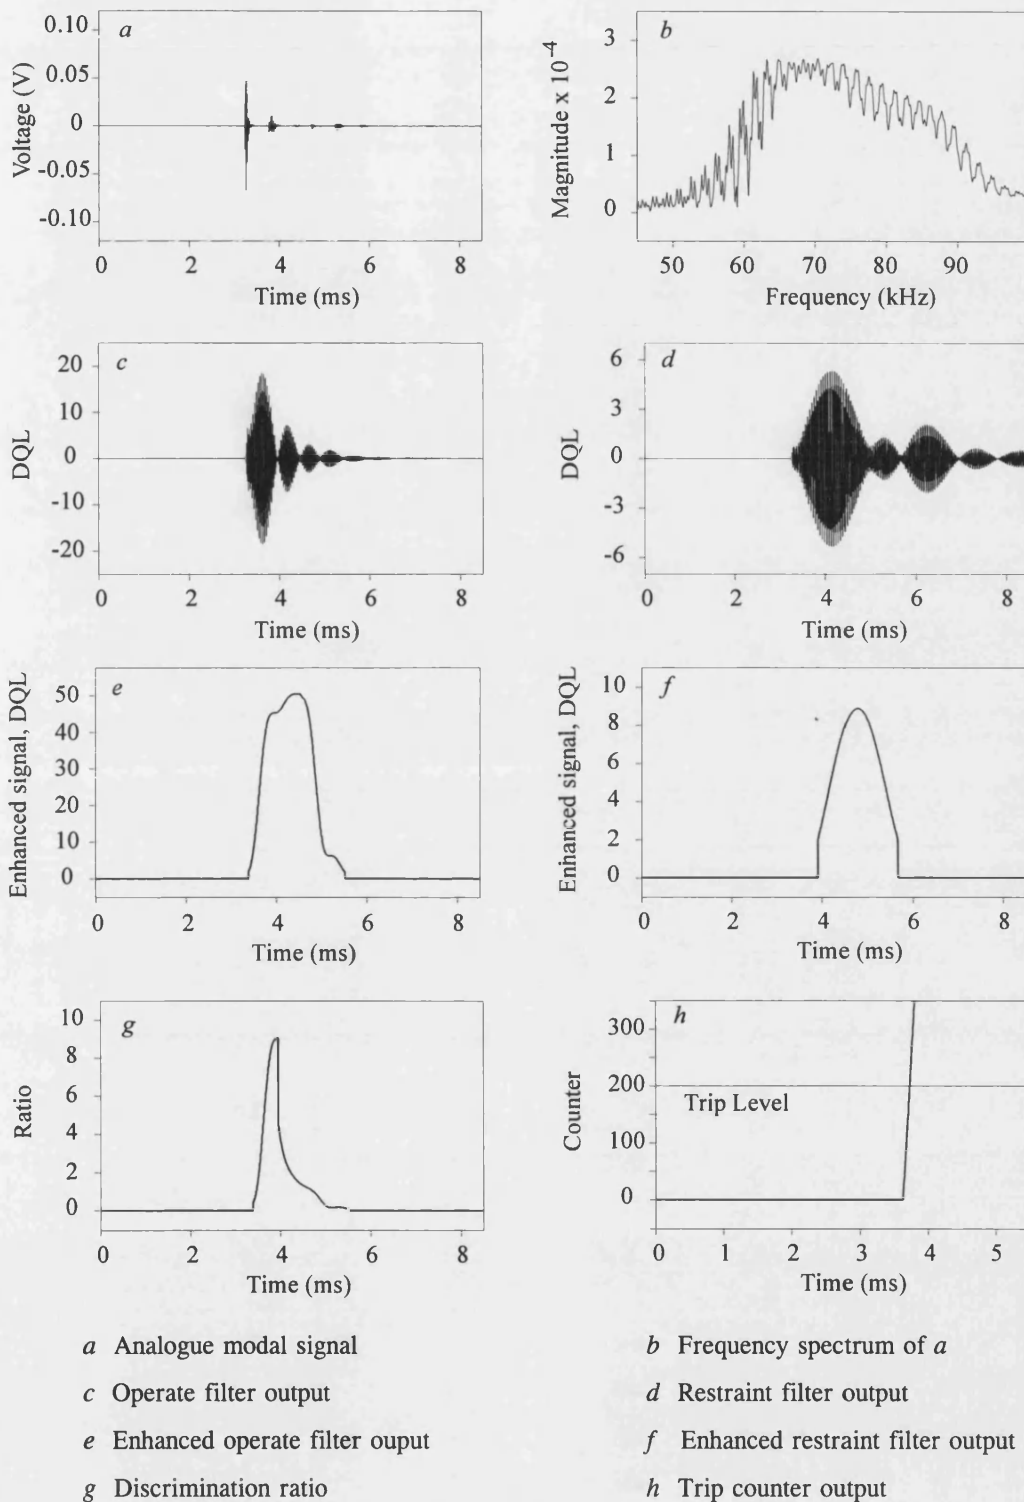 a
0.10
0.05
0
-0.05
-0.10
Voltage (V)
0 2 4 6 8
Time (ms)
b
3
2
1
0
Magnitude x 10-4
50 60 70 80 90
Frequency (kHz)
c
20
10
0
-10
-20
DQL
0 2 4 6 8
Time (ms)
d
6
3
0
-3
-6
DQL
0 2 4 6 8
Time (ms)
e
50
40
30
20
10
0
Enhanced signal, DQL
0 2 4 6 8
Time (ms)
f
10
8
6
4
2
0
Enhanced signal, DQL
0 2 4 6 8
Time (ms)
g
10
8
6
4
2
0
Ratio
0 2 4 6 8
Time (ms)
h
300
200
100
0
Counter
Trip Level
0 1 2 3 4 5
Time (ms)
a Analogue modal signal
b Frequency spectrum of a
c Operate filter output
d Restraint filter output
e Enhanced operate filter ouput
f Enhanced restraint filter output
g Discrimination ratio
h Trip counter output